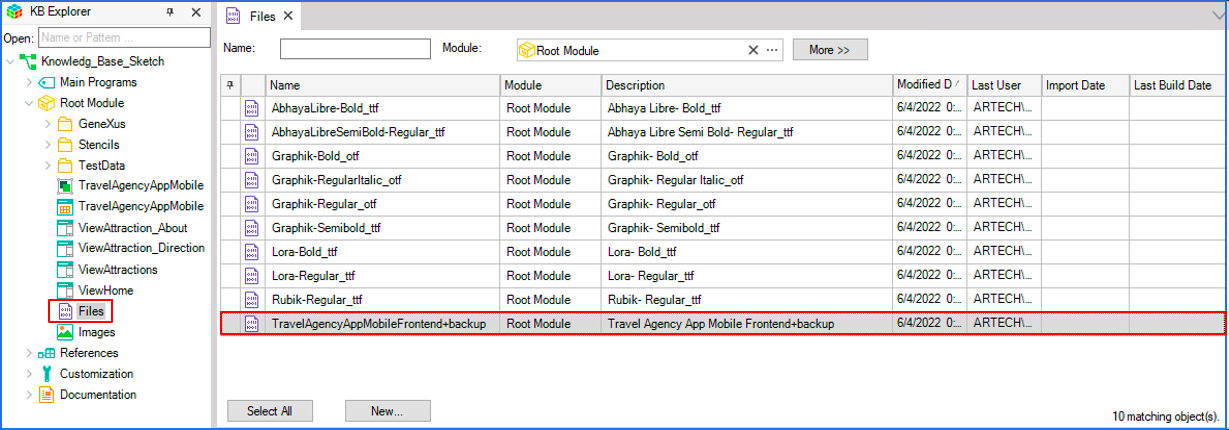 KB Explorer
Open: Name or Pattern ...
Knowledg_Base_Sketch
Main Programs
Root Module
GeneXus
Stencils
TestData
TravelAgencyAppMobile
TravelAgencyAppMobile
ViewAttraction_About
ViewAttraction_Direction
ViewAttractions
ViewHome
Files
Images
References
Customization
Documentation
Files
Name: Module: Root Module ... More >>
Name Module Description Modified D Last User Import Date Last Build Date
AbhayaLibre-Bold_ttf Root Module Abhaya Libre- Bold_ttf 6/4/2022 0:... ARTECH\...
AbhayaLibreSemiBold-Regular_ttf Root Module Abhaya Libre Semi Bold- Regular_ttf 6/4/2022 0:... ARTECH\...
Graphik-Bold_otf Root Module Graphik- Bold_otf 6/4/2022 0:... ARTECH\...
Graphik-RegularItalic_otf Root Module Graphik- Regular Italic_otf 6/4/2022 0:... ARTECH\...
Graphik-Regular_otf Root Module Graphik- Regular_otf 6/4/2022 0:... ARTECH\...
Graphik-Semibold_ttf Root Module Graphik- Semibold_ttf 6/4/2022 0:... ARTECH\...
Lora-Bold_ttf Root Module Lora- Bold_ttf 6/4/2022 0:... ARTECH\...
Lora-Regular_ttf Root Module Lora- Regular_ttf 6/4/2022 0:... ARTECH\...
Rubik-Regular_ttf Root Module Rubik- Regular_ttf 6/4/2022 0:... ARTECH\...
TravelAgencyAppMobileFrontend+backup Root Module Travel Agency App Mobile Frontend+backup 6/4/2022 0:... ARTECH\...
Select All New...
10 matching object(s).